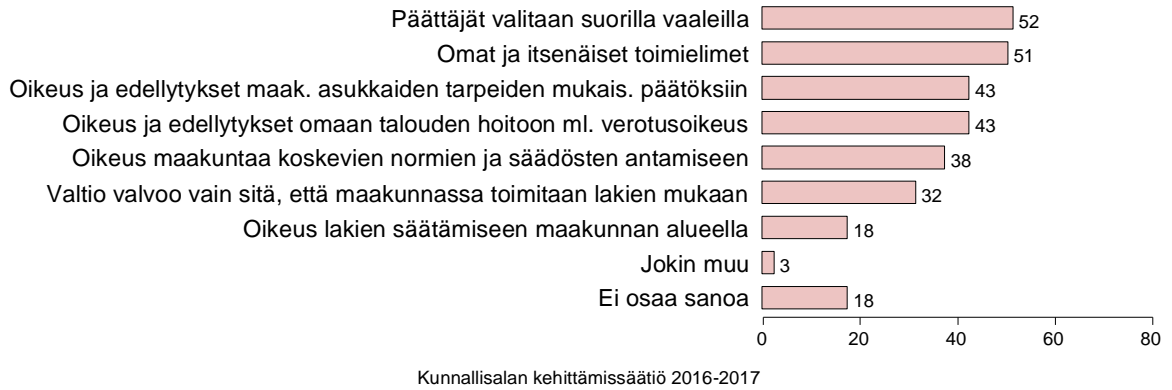 Päättäjät valitaan suorilla vaaleilla 52
Omat ja itsenäiset toimielimet 51
Oikeus ja edellytykset maak. asukkaiden tarpeiden mukais. päätöksiin 43
Oikeus ja edellytykset omaan talouden hoitoon ml. verotusoikeus 43
Oikeus maakuntaa koskevien normien ja säädösten antamiseen 38
Valtio valvoo vain sitä, että maakunnassa toimitaan lakien mukaan 32
Oikeus lakien säätämiseen maakunnan alueella 18
Jokin muu 3
Ei osaa sanoa 18
0 20 40 60 80
Kunnallisalan kehittämissäätiö 2016-2017